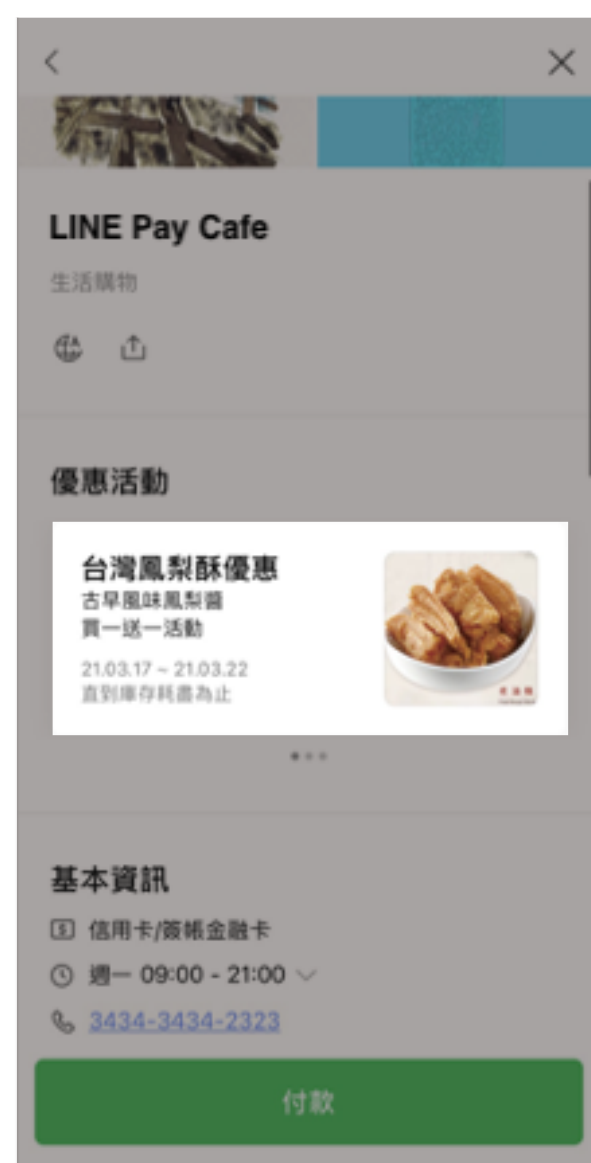 LINE Pay Cafe
生活購物
優惠活動
台灣鳳梨酥優惠
古早風味鳳梨醬
買一送一活動
21.03.17 ~ 21.03.22
直到庫存耗盡為止
基本資訊
信用卡/簽帳金融卡
週一 09:00 - 21:00
3434-3434-2323
付款